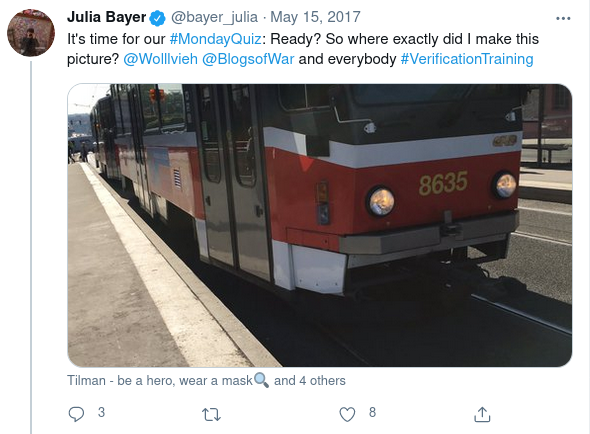 Julia Bayer @bayer_julia · May 15, 2017
It's time for our #MondayQuiz: Ready? So where exactly did I make this
picture? @Wolllvieh @BlogsofWar and everybody #VerificationTraining
8635
Tilman - be a hero, wear a mask🔍 and 4 others
3
8